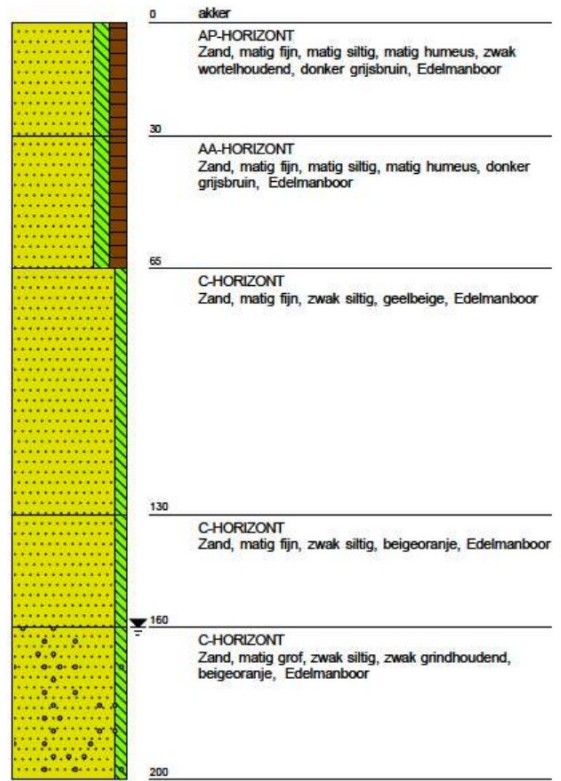 0 akker
AP-HORIZONT
Zand, matig fijn, matig siltig, matig humeus, zwak
wortelhoudend, donker grijsbruin, Edelmanboor
30
AA-HORIZONT
Zand, matig fijn, matig siltig, matig humeus, donker
grijsbruin, Edelmanboor
65
C-HORIZONT
Zand, matig fijn, zwak siltig, geelbeige, Edelmanboor
130
C-HORIZONT
Zand, matig fijn, zwak siltig, beigeoranje, Edelmanboor
160
C-HORIZONT
Zand, matig grof, zwak siltig, zwak grindhoudend,
beigeoranje, Edelmanboor
200